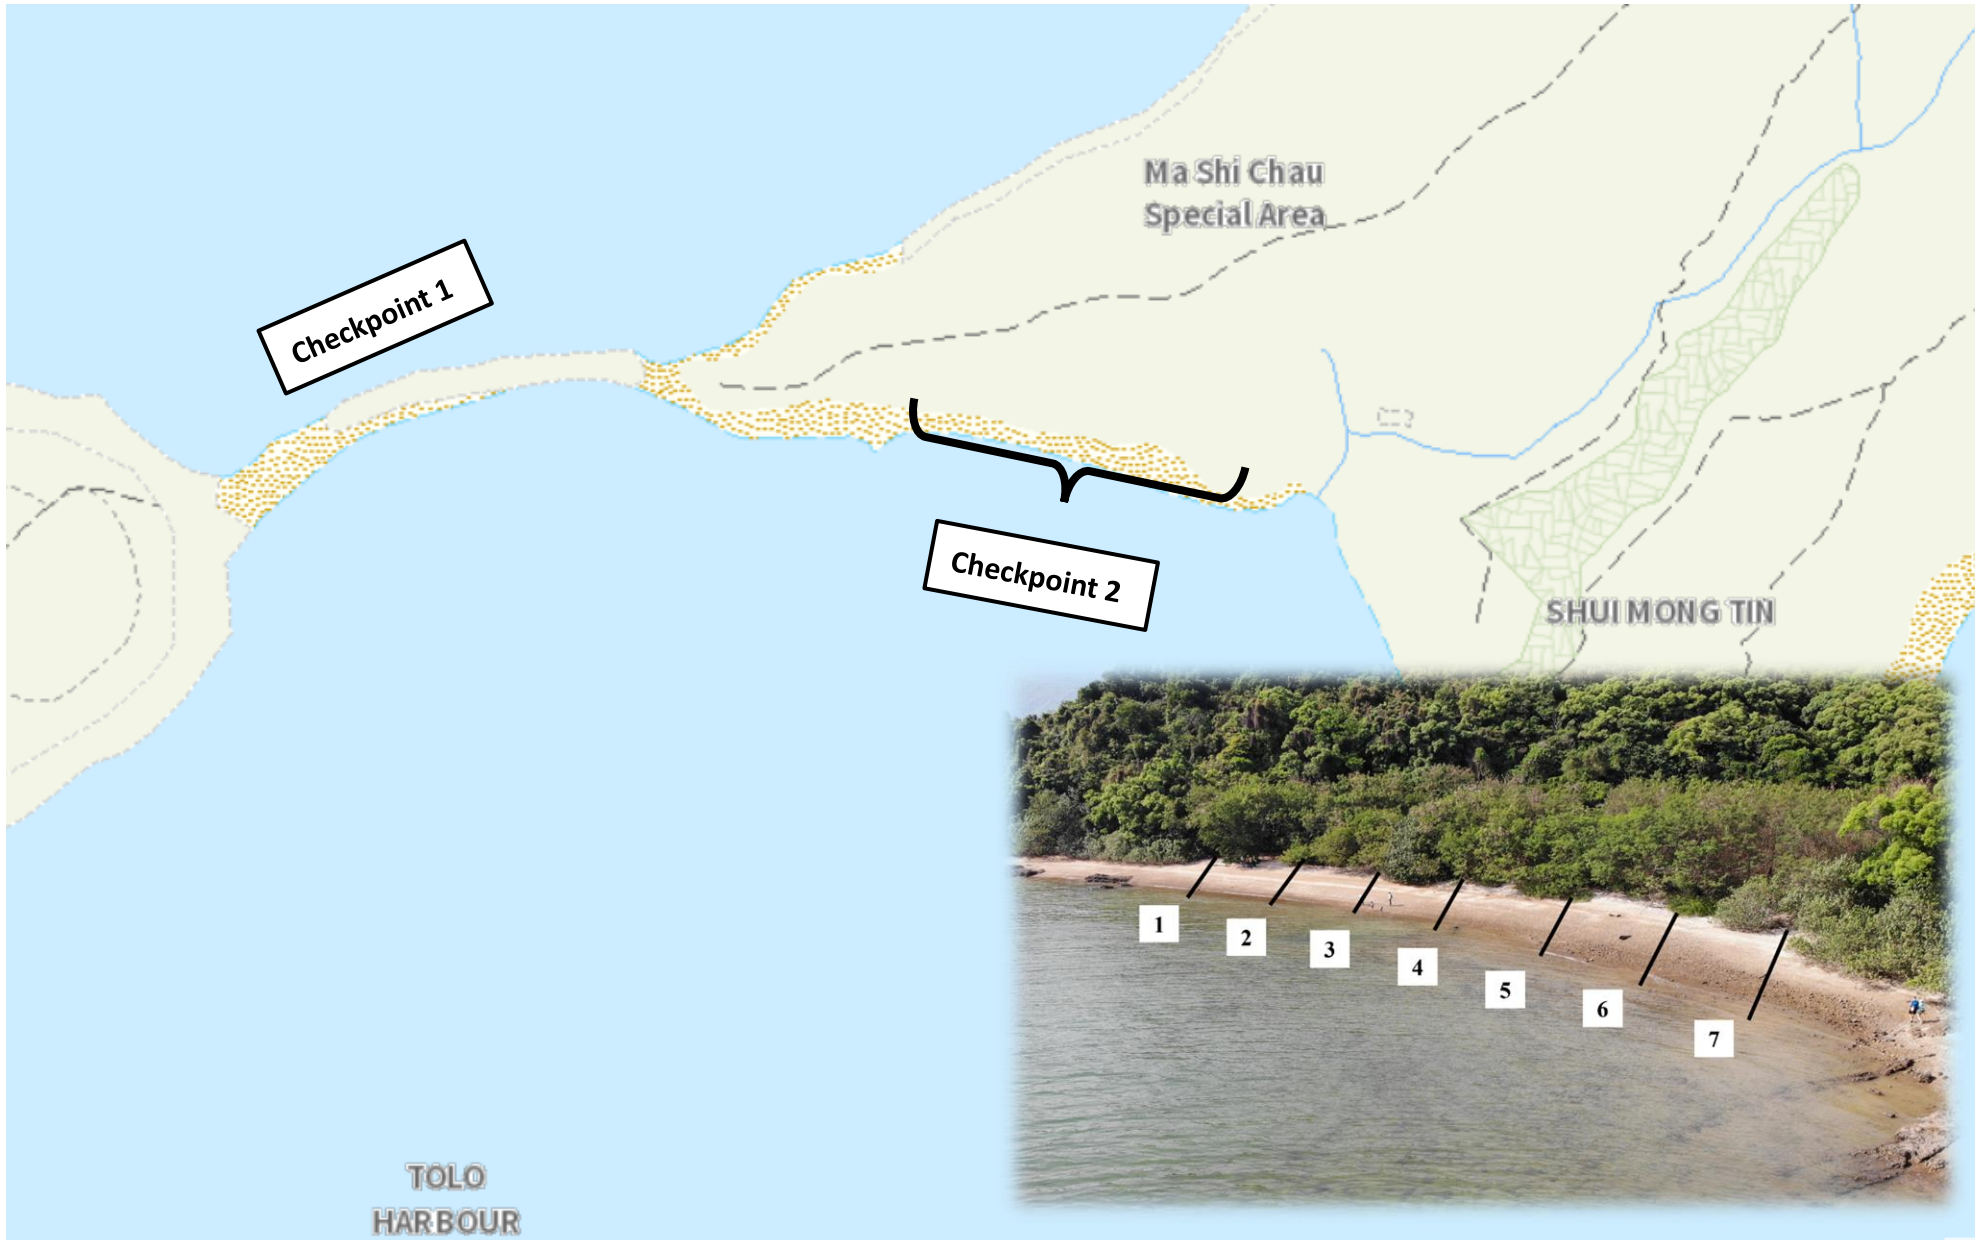 Ma Shi Chau
Special Area
Checkpoint 1
Checkpoint 2
SHUI MONG TIN
1
2
3
4
5
6
7
TOLO
HARBOUR